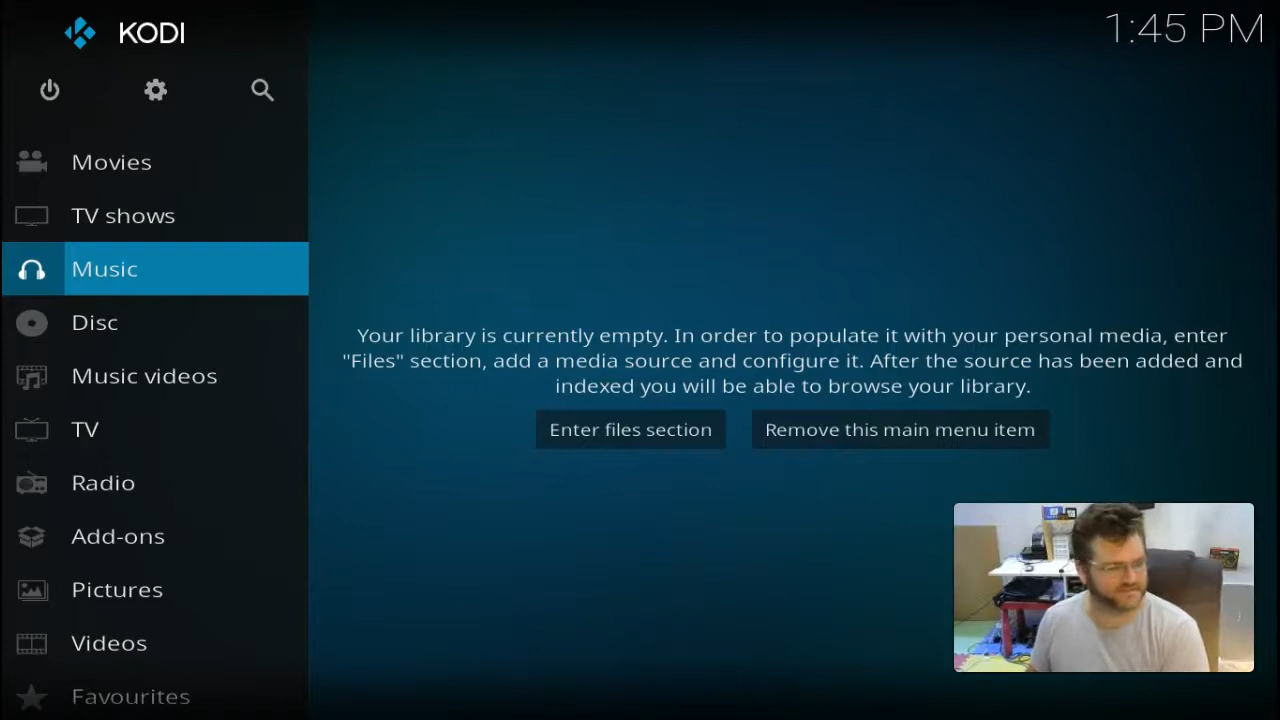 KODI
1:45 PM
Movies
TV shows
Music
Disc
Music videos
TV
Radio
Add-ons
Pictures
Videos
Favourites
Your library is currently empty. In order to populate it with your personal media, enter
"Files" section, add a media source and configure it. After the source has been added and
indexed you will be able to browse your library.
Enter files section
Remove this main menu item